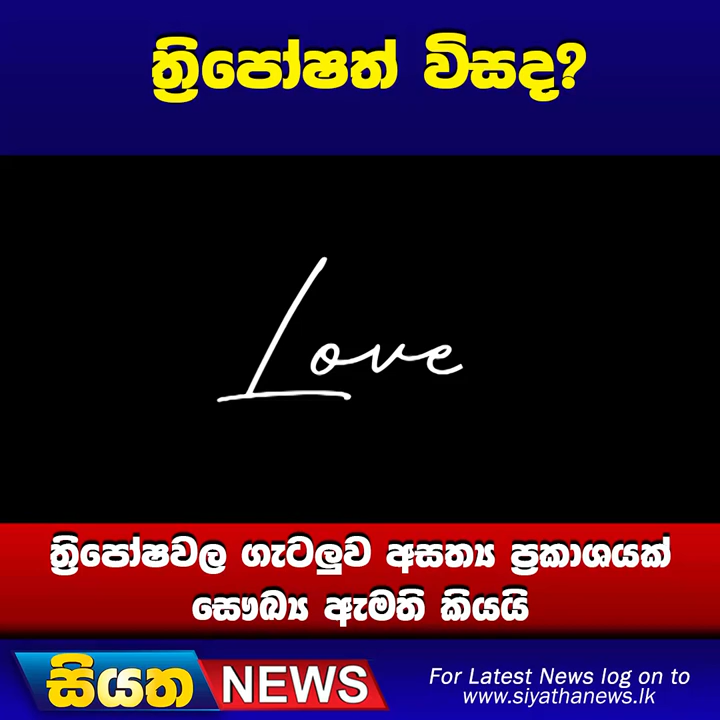 ත්‍රිපෝෂත් විසද?
Love
ත්‍රිපෝෂවල ගැටලුව අසත්‍ය ප්‍රකාශයක්
සෞඛ්‍ය ඇමති කියයි
සියත NEWS
For Latest News log on to
www.siyathanews.lk